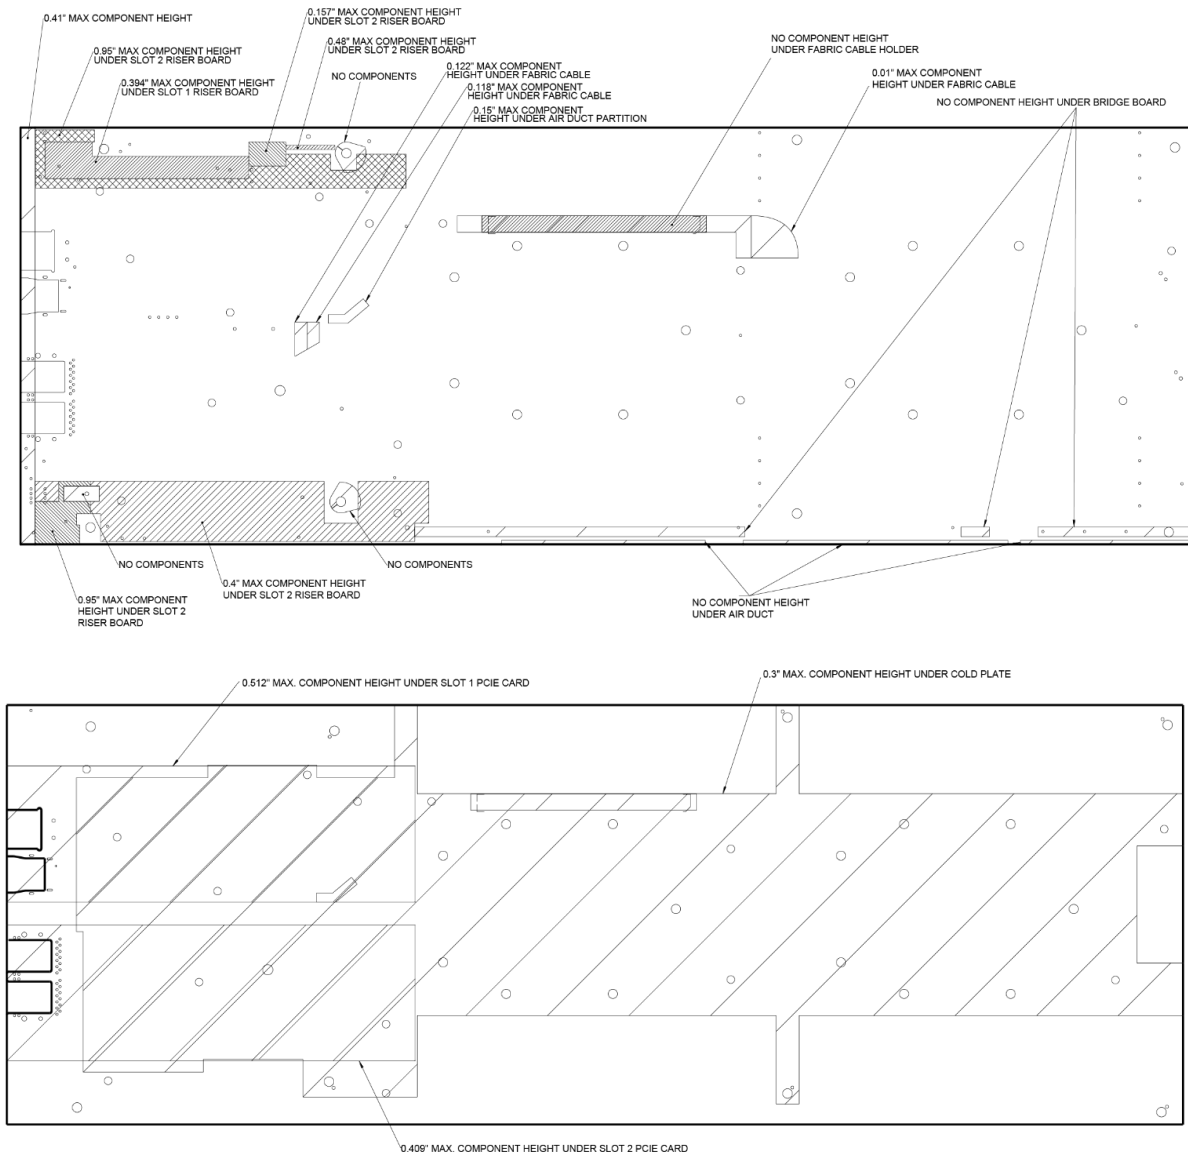 0.41" MAX COMPONENT HEIGHT
0.157" MAX COMPONENT HEIGHT
UNDER SLOT 2 RISER BOARD
0.95" MAX COMPONENT HEIGHT
UNDER SLOT 2 RISER BOARD
0.48" MAX COMPONENT HEIGHT
UNDER SLOT 2 RISER BOARD
0.394" MAX COMPONENT HEIGHT
UNDER SLOT 1 RISER BOARD
NO COMPONENTS
0.122" MAX COMPONENT
HEIGHT UNDER FABRIC CABLE
0.118" MAX COMPONENT
HEIGHT UNDER FABRIC CABLE
0.15" MAX COMPONENT
HEIGHT UNDER AIR DUCT PARTITION
NO COMPONENT HEIGHT
UNDER FABRIC CABLE HOLDER
0.01" MAX COMPONENT
HEIGHT UNDER FABRIC CABLE
NO COMPONENT HEIGHT UNDER BRIDGE BOARD
NO COMPONENTS
NO COMPONENTS
0.4" MAX COMPONENT HEIGHT
UNDER SLOT 2 RISER BOARD
0.95" MAX COMPONENT
HEIGHT UNDER SLOT 2
RISER BOARD
NO COMPONENT HEIGHT
UNDER AIR DUCT
0.512" MAX. COMPONENT HEIGHT UNDER SLOT 1 PCIE CARD
0.3" MAX. COMPONENT HEIGHT UNDER COLD PLATE
0.409" MAX. COMPONENT HEIGHT UNDER SLOT 2 PCIE CARD